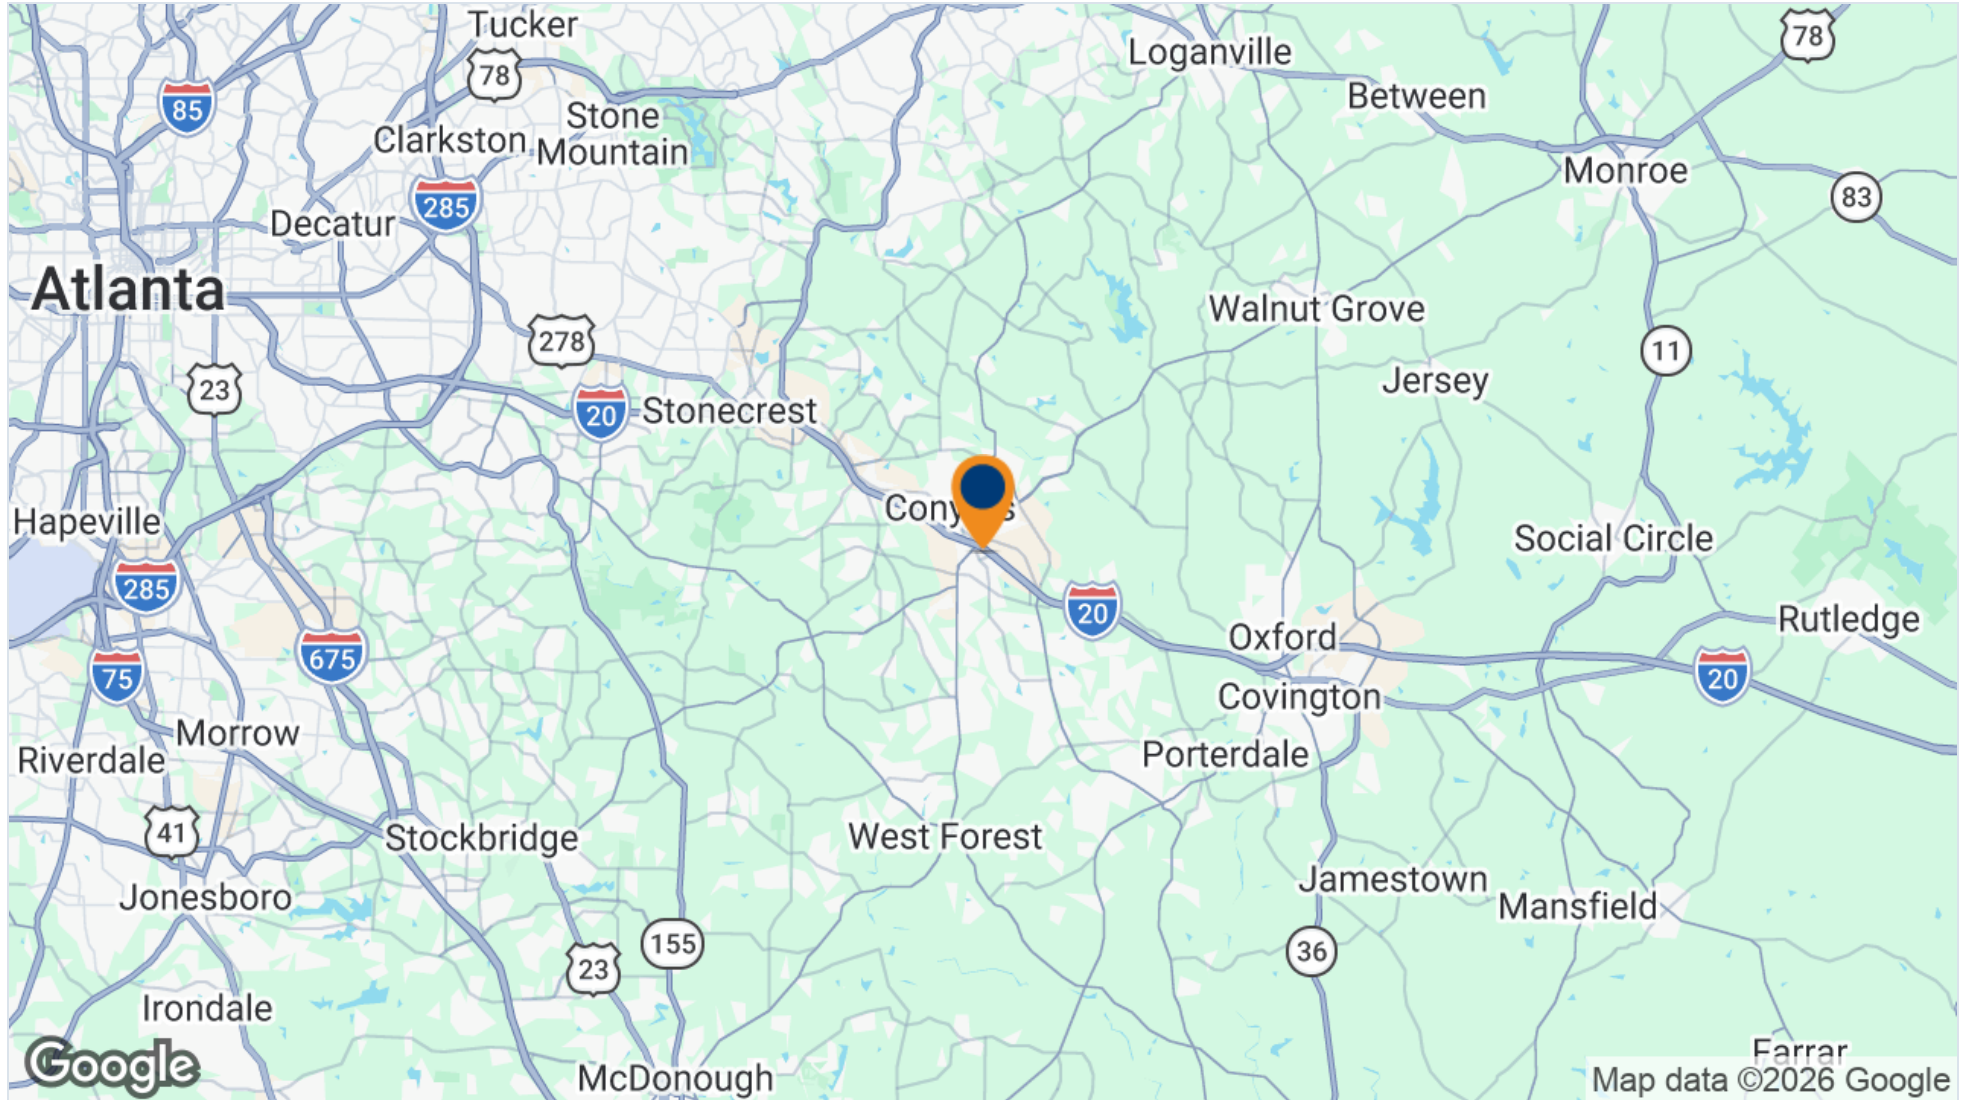 Tucker
78
Loganville
78
85
Between
Clarkston
Stone
Mountain
Monroe
285
83
Decatur
Atlanta
Walnut Grove
278
11
23
Jersey
20
Stonecrest
Hapeville
Social Circle
285
20
Rutledge
Oxford
675
75
20
Covington
Morrow
Riverdale
Porterdale
41
Stockbridge
West Forest
Jonesboro
Jamestown
Mansfield
155
36
23
Irondale
Google
Farrar
McDonough
Map data ©2026 Google